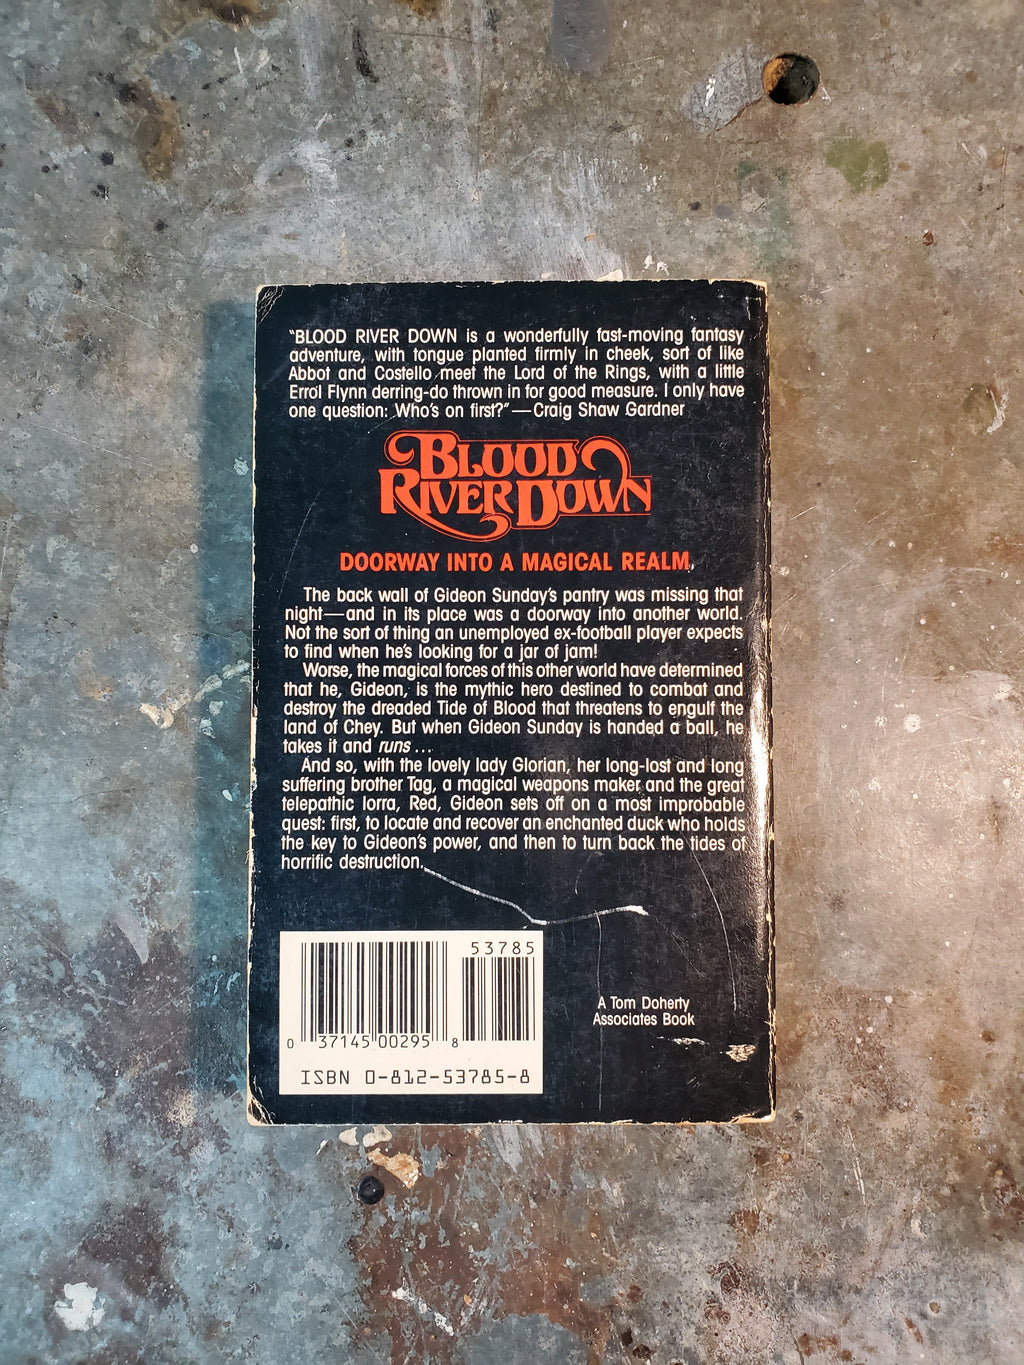 "BLOOD RIVER DOWN is a wonderfully fast-moving fantasy
adventure, with tongue planted firmly in cheek, sort of like
Abbot and Costello meet the Lord of the Rings, with a little
Errol Flynn derring-do thrown in for good measure. I only have
one question: Who's on first?"—Craig Shaw Gardner
BLOOD
RIVER DOWN
DOORWAY INTO A MAGICAL REALM
The back wall of Gideon Sunday's pantry was missing that
night—and in its place was a doorway into another world.
Not the sort of thing an unemployed ex-football player expects
to find when he's looking for a jar of jam!
Worse, the magical forces of this other world have determined
that he, Gideon, is the mythic hero destined to combat and
destroy the dreaded Tide of Blood that threatens to engulf the
land of Chey. But when Gideon Sunday is handed a ball, he
takes it and runs ...
And so, with the lovely lady Glorian, her long-lost and long
suffering brother Tag, a magical weapons maker and the great
telepathic lorra, Red, Gideon sets off on a most improbable
quest: first, to locate and recover an enchanted duck who holds
the key to Gideon's power, and then to turn back the tides of
horrific destruction.
53785
0 37145 00295 8
ISBN 0-812-53785-8
A Tom Doherty
Associates Book